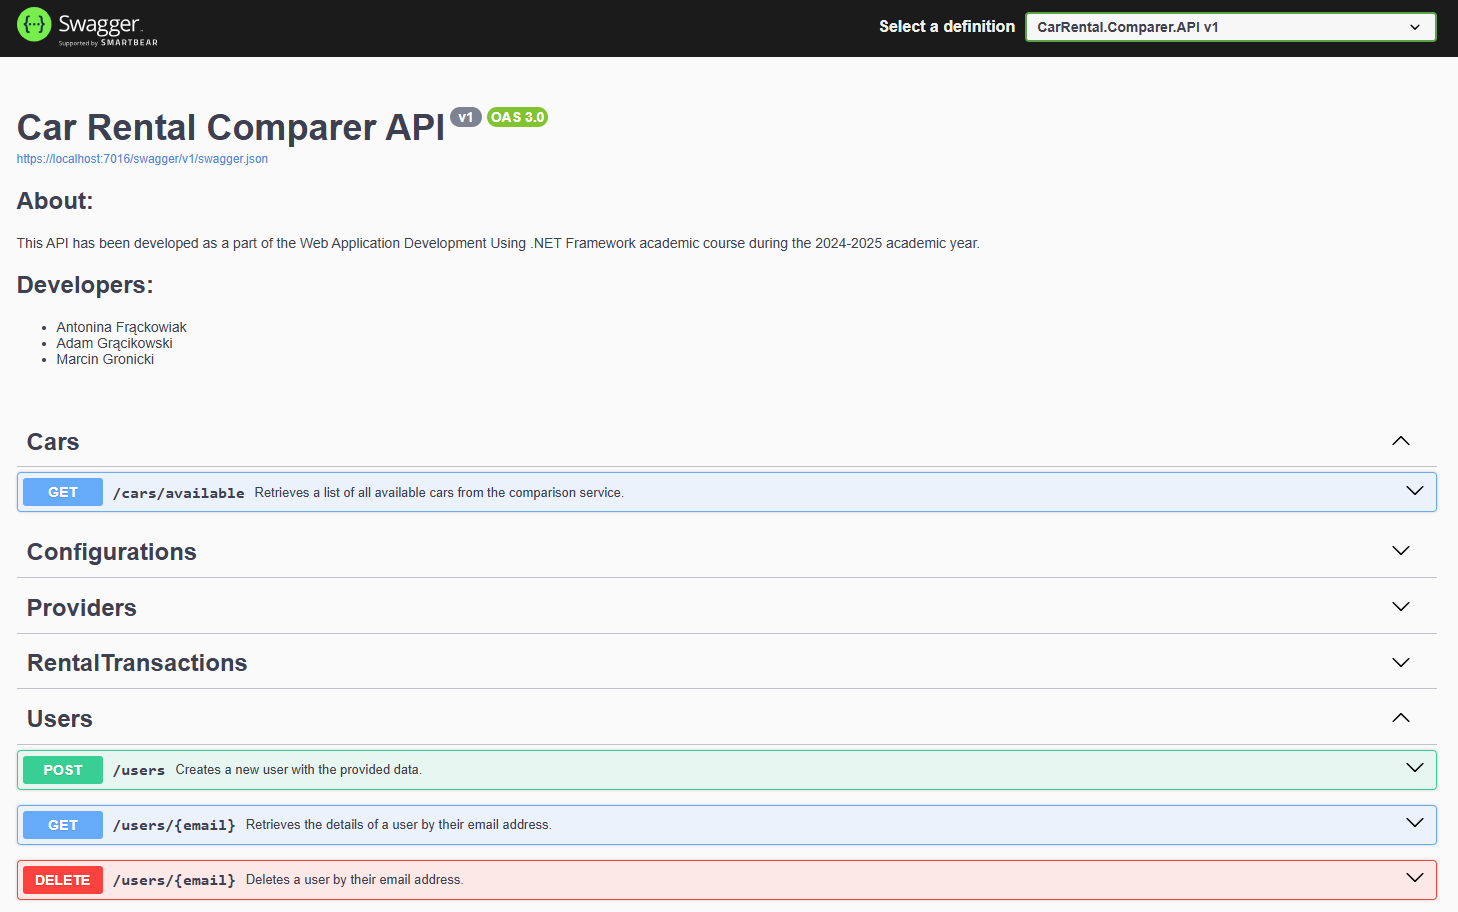 Swagger
Supported by SMARTBEAR
Select a definition
CarRental.Comparer.API v1
Car Rental Comparer API v1 OAS 3.0
https://localhost:7016/swagger/v1/swagger.json
About:
This API has been developed as a part of the Web Application Development Using .NET Framework academic course during the 2024-2025 academic year.
Developers:
• Antonina Frąckowiak
• Adam Grącikowski
• Marcin Gronicki
Cars
GET /cars/available Retrieves a list of all available cars from the comparison service.
Configurations
Providers
RentalTransactions
Users
POST /users Creates a new user with the provided data.
GET /users/{email} Retrieves the details of a user by their email address.
DELETE /users/{email} Deletes a user by their email address.